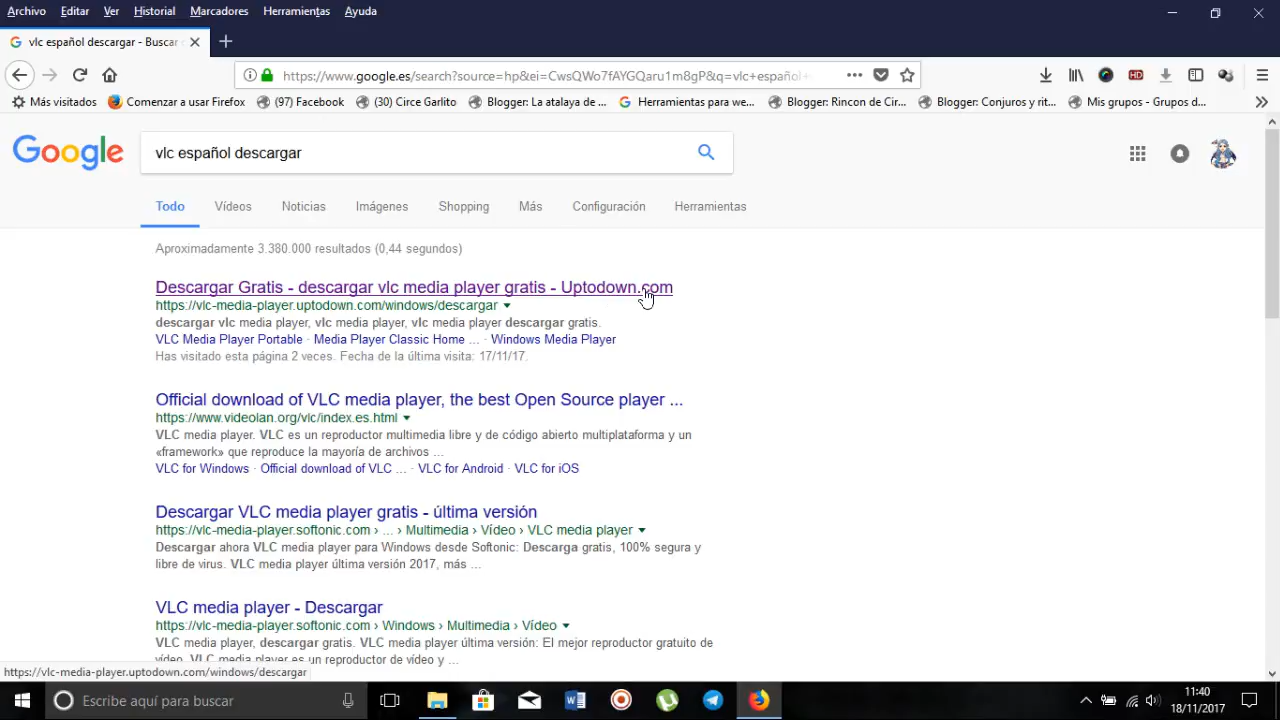 Archivo Editar Ver Historial Marcadores Herramientas Ayuda
vlc español descargar - Buscar
https://www.google.es/search?source=hp&ei=CwsQWo7fAYGQaru1m8gP&q=vlc+español+
Más visitados Comenzar a usar Firefox (97) Facebook (30) Circe Garlito Blogger: La atalaya de ... Herramientas para we... Blogger: Rincon de Cir... Blogger: Conjuros y rit... Mis grupos - Grupos d...
Google vlc español descargar
Todo Vídeos Noticias Imágenes Shopping Más Configuración Herramientas
Aproximadamente 3.380.000 resultados (0,44 segundos)
Descargar Gratis - descargar vlc media player gratis - Uptodown.com
https://vlc-media-player.uptodown.com/windows/descargar
descargar vlc media player, vlc media player, vlc media player descargar gratis.
VLC Media Player Portable · Media Player Classic Home ... · Windows Media Player
Has visitado esta página 2 veces. Fecha de la última visita: 17/11/17.
Official download of VLC media player, the best Open Source player ...
https://www.videolan.org/vlc/index.es.html
VLC media player. VLC es un reproductor multimedia libre y de código abierto multiplataforma y un
«framework» que reproduce la mayoría de archivos ...
VLC for Windows · Official download of VLC ... · VLC for Android · VLC for iOS
Descargar VLC media player gratis - última versión
https://vlc-media-player.softonic.com › ... › Multimedia › Vídeo › VLC media player
Descargar ahora VLC media player para Windows desde Softonic: Descarga gratis, 100% segura y
libre de virus. VLC media player última versión 2017, más ...
VLC media player - Descargar
https://vlc-media-player.softonic.com › Windows › Multimedia › Vídeo
VLC media player, descargar gratis. VLC media player última versión: El mejor reproductor gratuito de
vídeo. VLC media player es un reproductor de vídeo y ...
https://vlc-media-player.uptodown.com/windows/descargar
Escribe aquí para buscar
11:40
18/11/2017